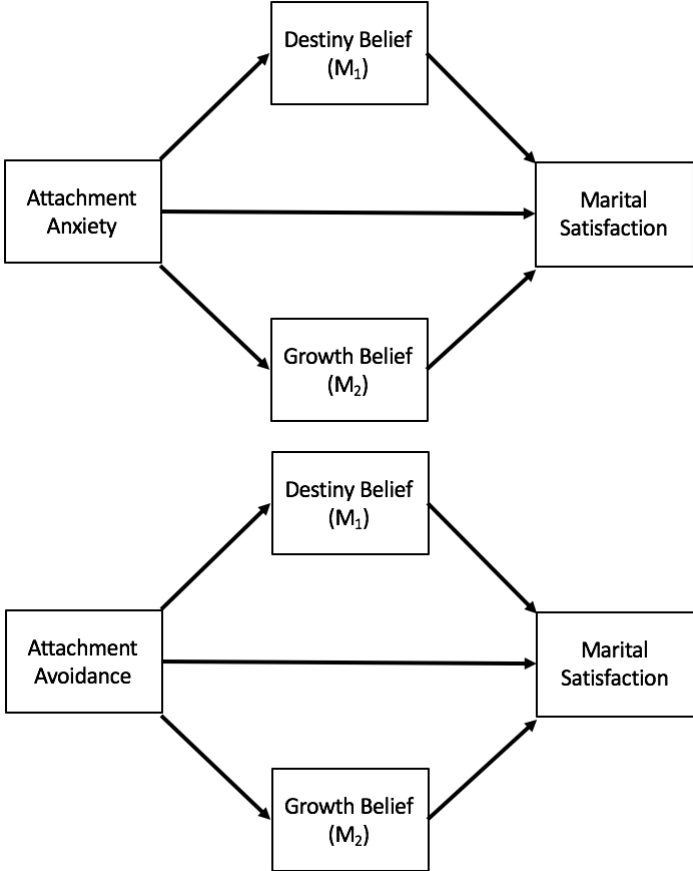 Destiny Belief
(M₁)
Attachment
Anxiety
Marital
Satisfaction
Growth Belief
(M₂)
Destiny Belief
(M₁)
Attachment
Avoidance
Marital
Satisfaction
Growth Belief
(M₂)